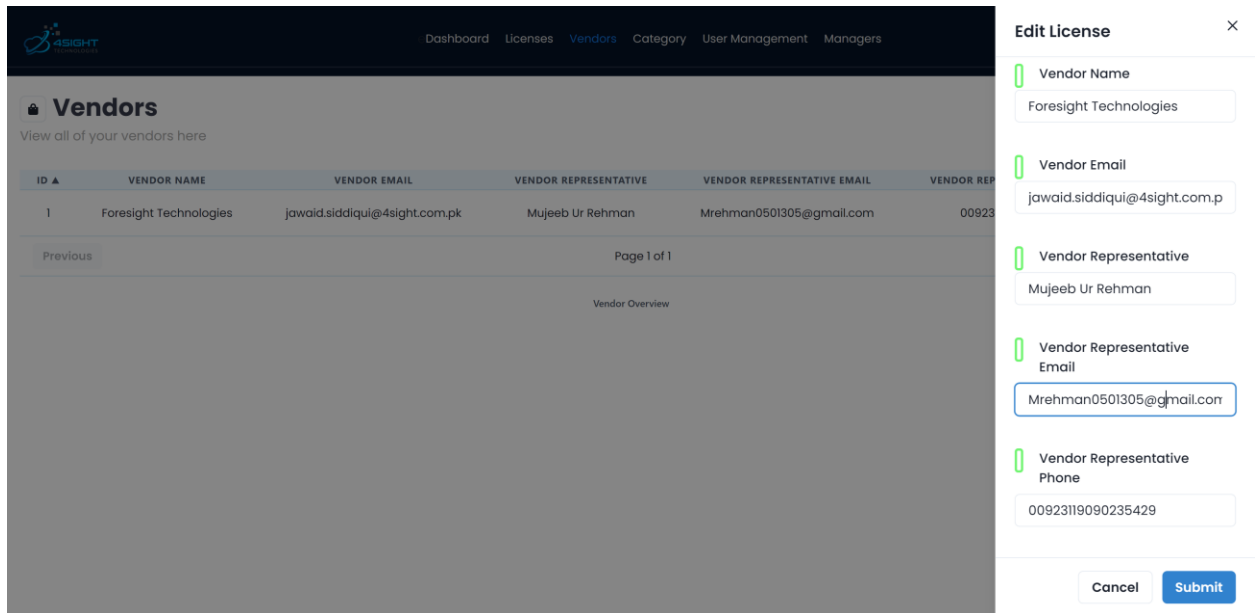 4SIGHT
TECHNOLOGIES
Dashboard Licenses Vendors Category User Management Managers
Vendors
View all of your vendors here
ID ▲ VENDOR NAME VENDOR EMAIL VENDOR REPRESENTATIVE VENDOR REPRESENTATIVE EMAIL VENDOR REP
1 Foresight Technologies jawaid.siddiqui@4sight.com.pk Mujeeb Ur Rehman Mrehman0501305@gmail.com 00923
Previous Page 1 of 1
Vendor Overview
Edit License
Vendor Name
Foresight Technologies
Vendor Email
jawaid.siddiqui@4sight.com.p
Vendor Representative
Mujeeb Ur Rehman
Vendor Representative
Email
Mrehman0501305@gmail.com
Vendor Representative
Phone
00923119090235429
Cancel Submit